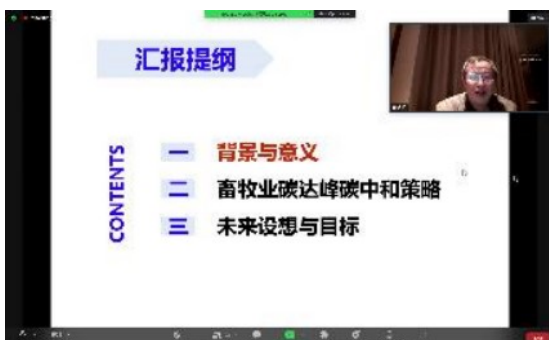 汇报提纲
CONTENTS
一 背景与意义
二 畜牧业碳达峰碳中和策略
三 未来设想与目标